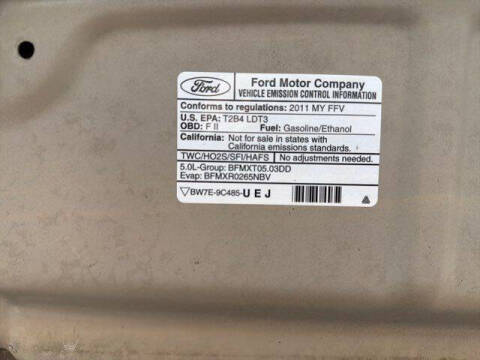 Ford
Ford Motor Company
VEHICLE EMISSION CONTROL INFORMATION
Conforms to regulations: 2011 MY FFV
U.S. EPA: T2B4 LDT3
OBD: F II Fuel: Gasoline/Ethanol
California: Not for sale in states with
California emissions standards.
TWC/HO2S/SFI/HAFS No adjustments needed.
5.0L-Group: BFMXT05.03DD
Evap: BFMXR0265NBV
BW7E-9C485-UEJ